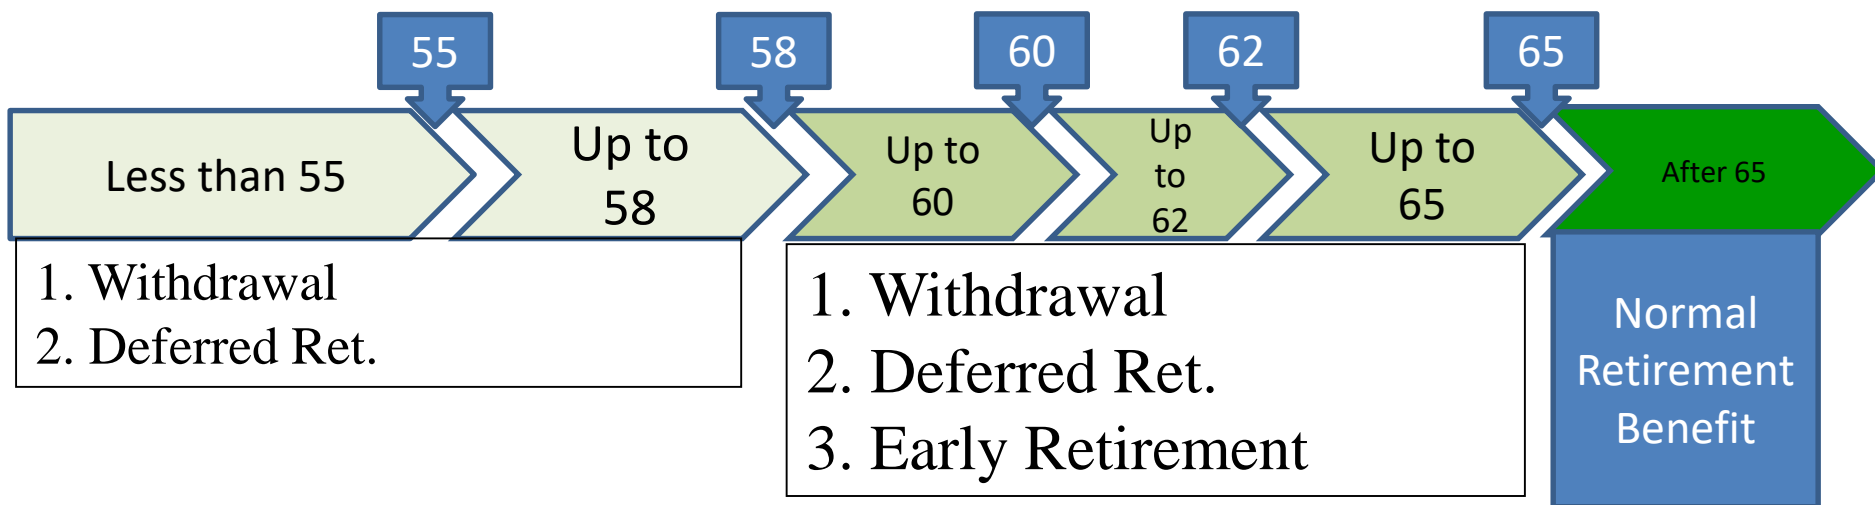 55
58
60
62
65
Less than 55
Up to
58
Up to
60
Up
to
62
Up to
65
After 65
1. Withdrawal
2. Deferred Ret.
1. Withdrawal
2. Deferred Ret.
3. Early Retirement
Normal
Retirement
Benefit